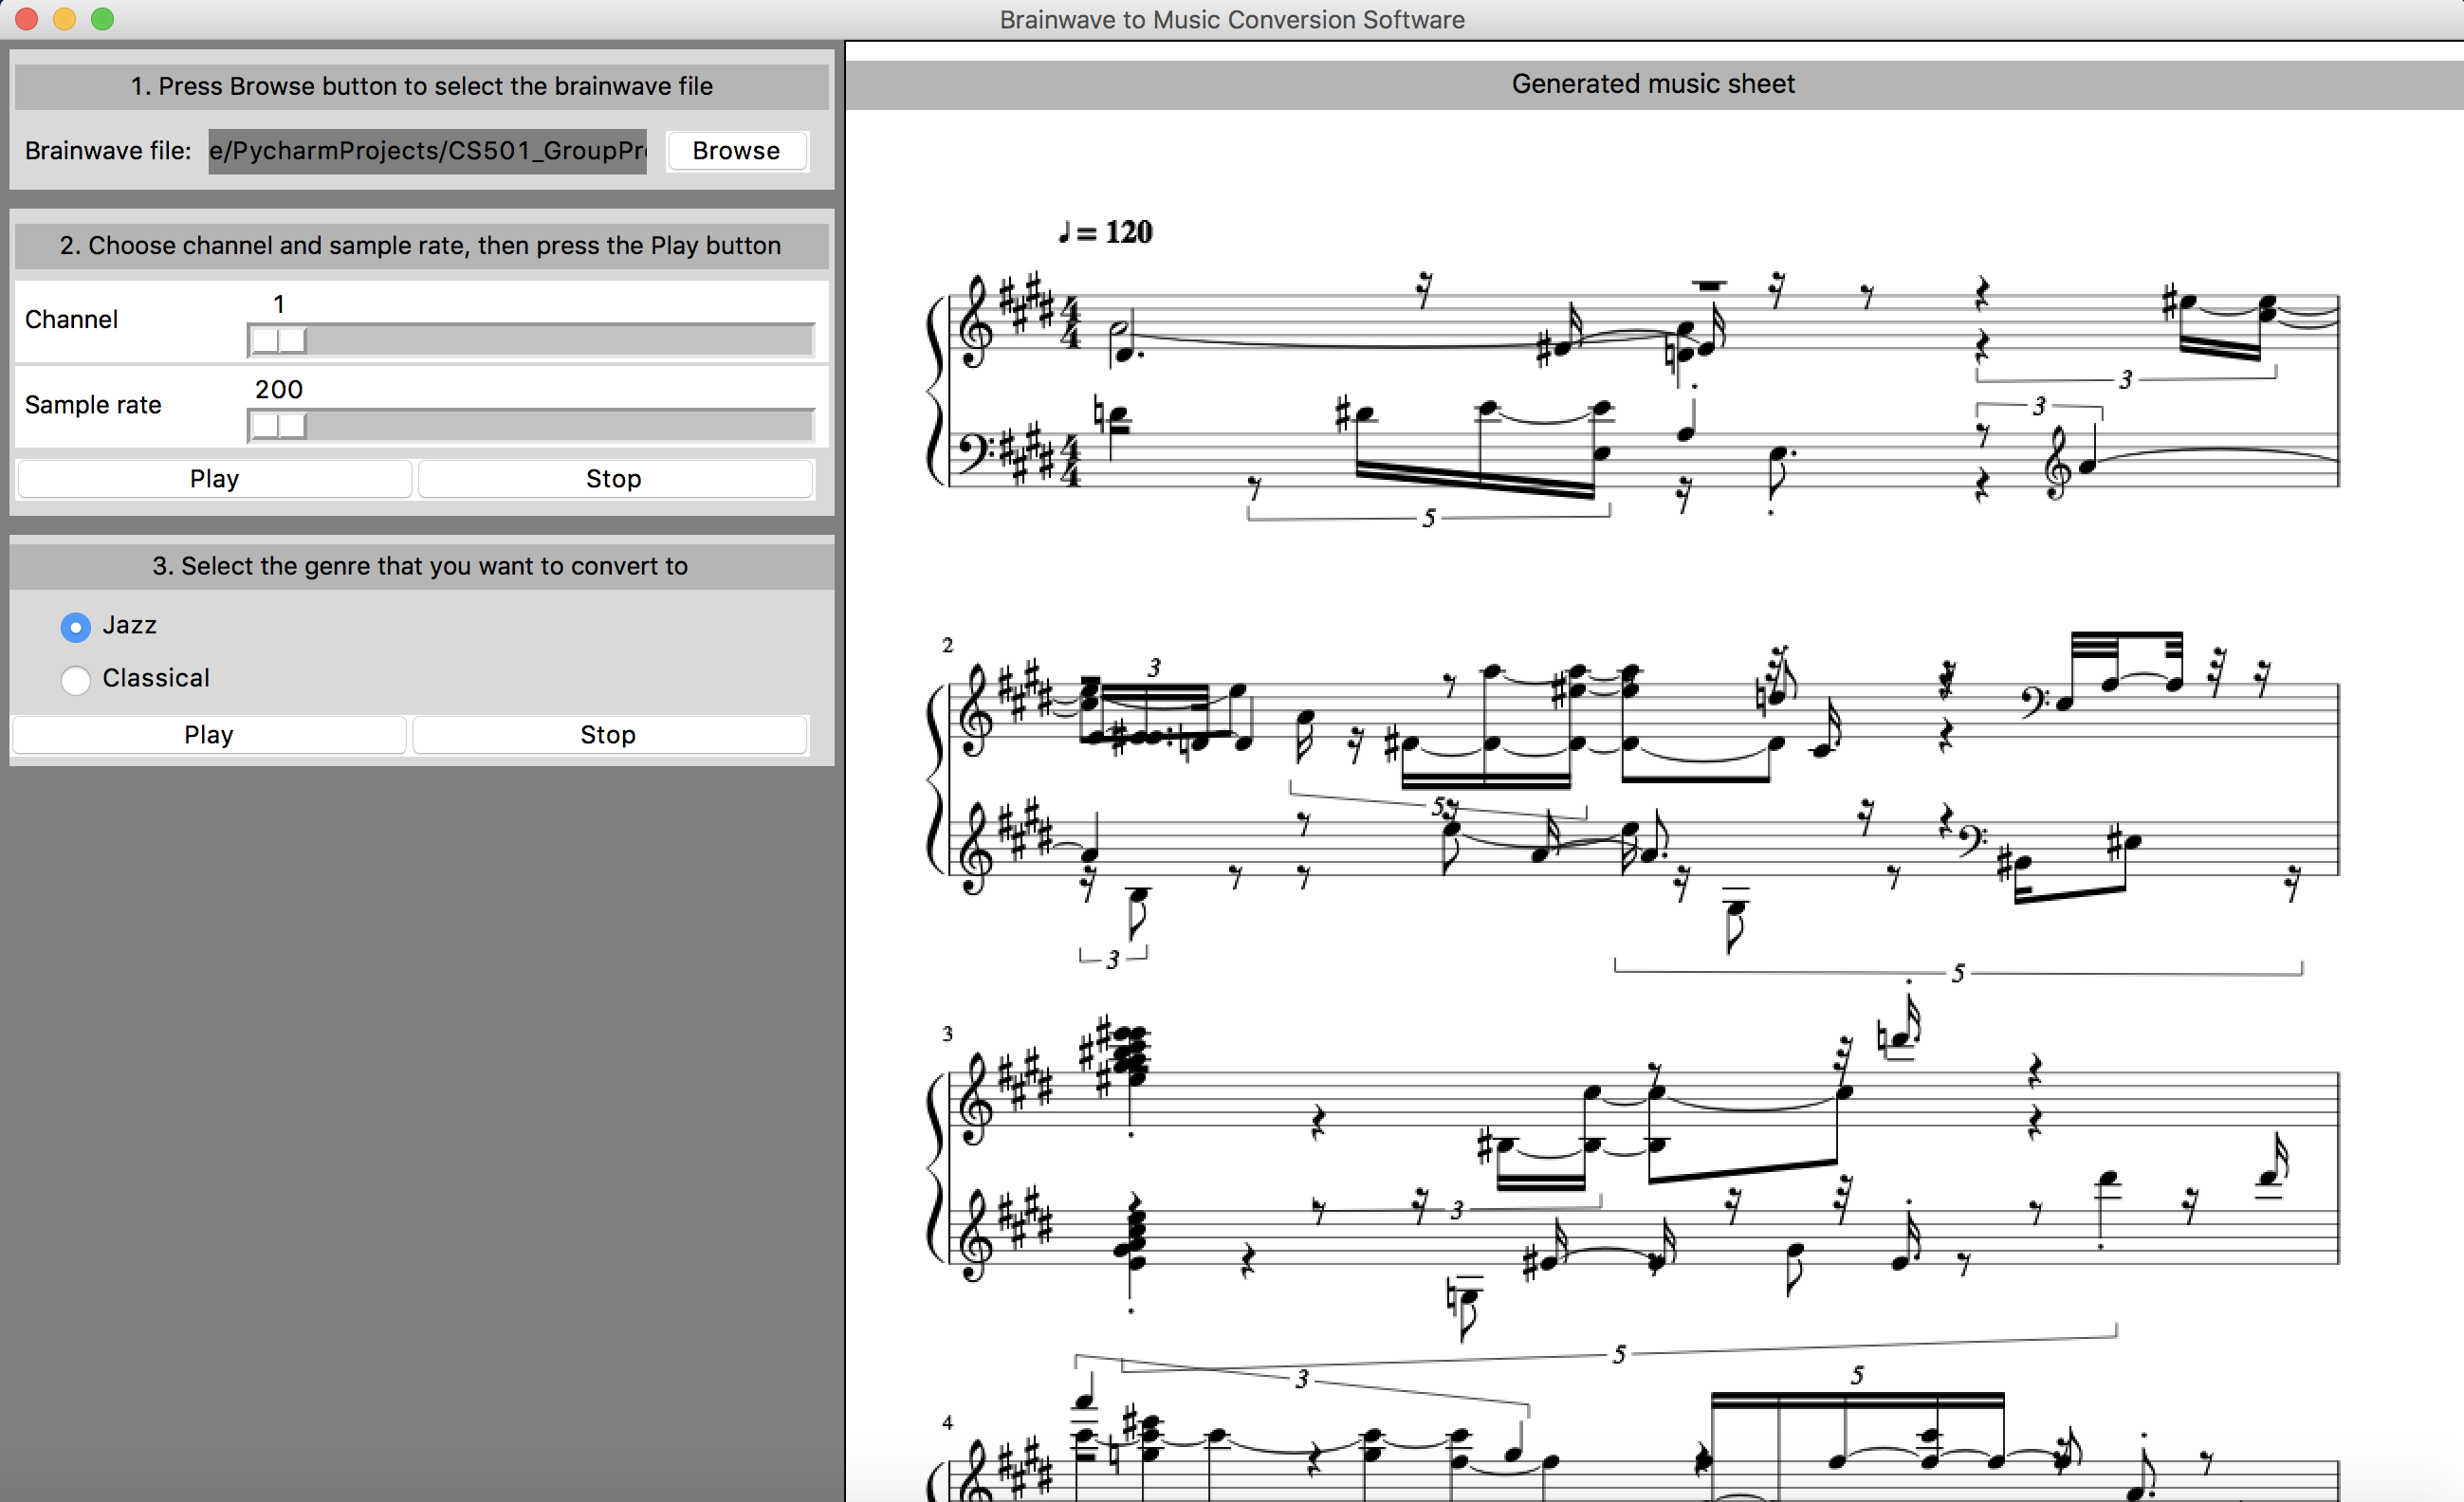 Brainwave to Music Conversion Software
1. Press Browse button to select the brainwave file
Brainwave file: e/PycharmProjects/CS501_GroupPr Browse
2. Choose channel and sample rate, then press the Play button
1
Channel
200
Sample rate
Play Stop
3. Select the genre that you want to convert to
Jazz
Classical
Play Stop
Generated music sheet
= 120
4 4
3
3
5
2
3
5
3
5
3
3
5
3
5
4